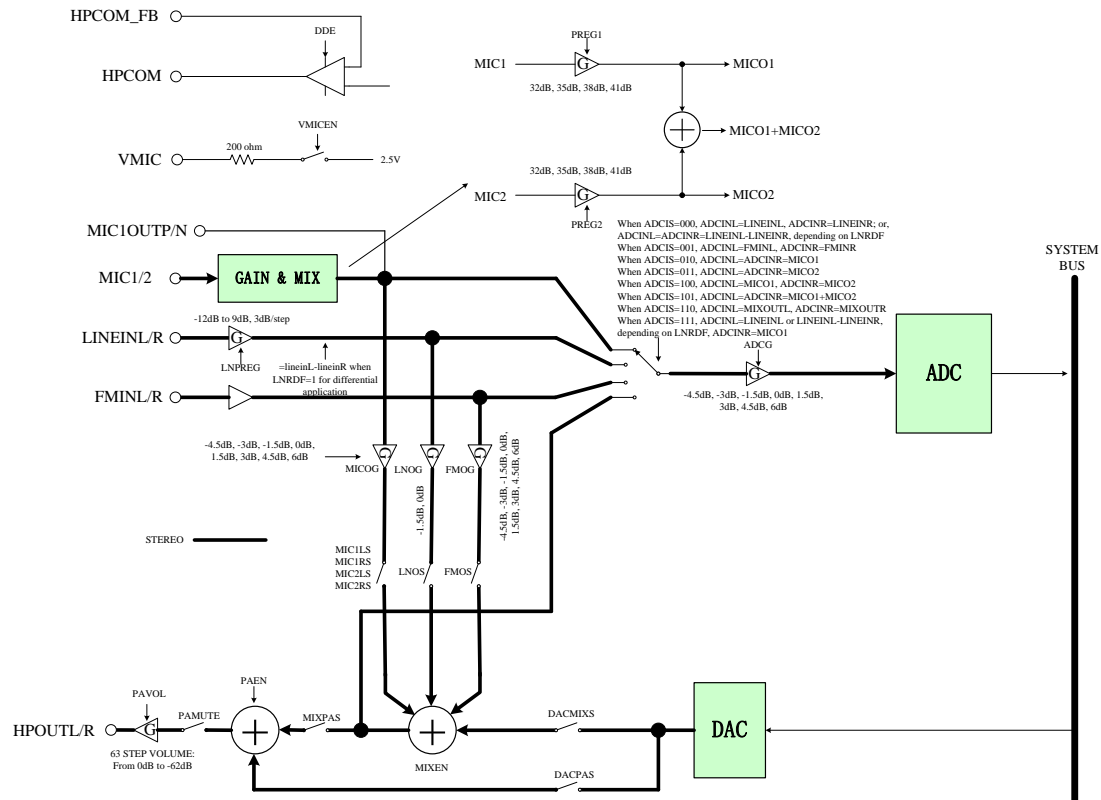 HPCOM_FB
DDE
HPCOM
VMICEN
200 ohm
VMIC
2.5V
PREG1
MIC1
G
MICO1
32dB, 35dB, 38dB, 41dB
MICO1+MICO2
32dB, 35dB, 38dB, 41dB
MIC2
G
MICO2
PREG2
MIC1OUTP/N
MIC1/2
GAIN & MIX
When ADCIS=000, ADCINL=LINEINL, ADCINR=LINEINR; or,
ADCINL=ADCINR=LINEINL-LINEINR, depending on LNRDF
When ADCIS=001, ADCINL=FMINL, ADCINR=FMINR
When ADCIS=010, ADCINL=ADCINR=MICO1
When ADCIS=011, ADCINL=ADCINR=MICO2
When ADCIS=100, ADCINL=MICO1, ADCINR=MICO2
When ADCIS=101, ADCINL=ADCINR=MICO1+MICO2
When ADCIS=110, ADCINL=MIXOUTL, ADCINR=MIXOUTR
When ADCIS=111, ADCINL=LINEINL or LINEINL-LINEINR,
depending on LNRDF, ADCINR=MICO1
SYSTEM
BUS
-12dB to 9dB, 3dB/step
LINEINL/R
G
LNPREG
=lineinL-lineinR when
LNRDF=1 for differential
application
FMINL/R
ADCG
G
-4.5dB, -3dB, -1.5dB, 0dB, 1.5dB,
3dB, 4.5dB, 6dB
ADC
-4.5dB, -3dB, -1.5dB, 0dB,
1.5dB, 3dB, 4.5dB, 6dB
MICOG
G
LNOG
G
FMOG
G
-1.5dB, 0dB
-4.5dB, -3dB, -1.5dB, 0dB,
1.5dB, 3dB, 4.5dB, 6dB
STEREO
MIC1LS
MIC1RS
MIC2LS
MIC2RS
LNOS
FMOS
PAVOL
PAEN
HPOUTL/R
G
PAMUTE
MIXPAS
MIXEN
DACMIXS
DAC
DACPAS
63 STEP VOLUME:
From 0dB to -62dB